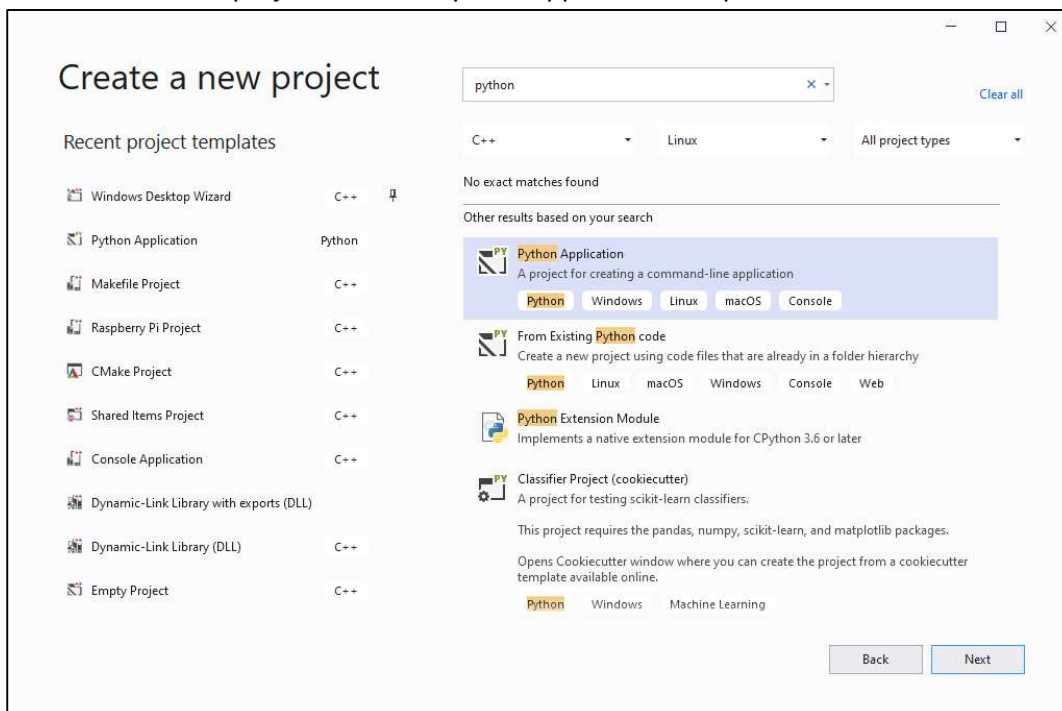 Create a new project
python
Clear all
Recent project templates
C++
Linux
All project types
Windows Desktop Wizard
C++
Python Application
Python
Makefile Project
C++
Raspberry Pi Project
C++
CMake Project
C++
Shared Items Project
C++
Console Application
C++
Dynamic-Link Library with exports (DLL)
Dynamic-Link Library (DLL)
C++
Empty Project
C++
No exact matches found
Other results based on your search
PY
Python Application
A project for creating a command-line application
Python Windows Linux macOS Console
PY
From Existing Python code
Create a new project using code files that are already in a folder hierarchy
Python Linux macOS Windows Console Web
Python Extension Module
Implements a native extension module for CPython 3.6 or later
PY
Classifier Project (cookiecutter)
A project for testing scikit-learn classifiers.
This project requires the pandas, numpy, scikit-learn, and matplotlib packages.
Opens Cookiecutter window where you can create the project from a cookiecutter
template available online.
Python Windows Machine Learning
Back
Next